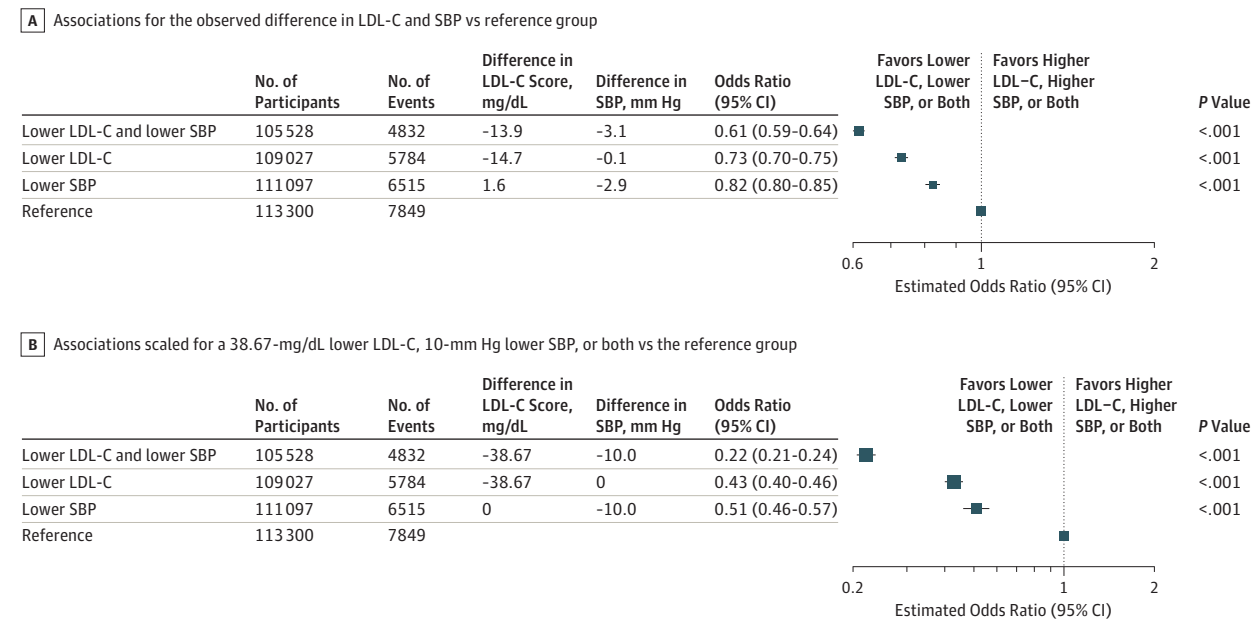 A Associations for the observed difference in LDL-C and SBP vs reference group
No. of Participants No. of Events Difference in LDL-C Score, mg/dL Difference in SBP, mm Hg Odds Ratio (95% CI) Favors Lower LDL-C, Lower SBP, or Both Favors Higher LDL-C, Higher SBP, or Both P Value
Lower LDL-C and lower SBP 105528 4832 -13.9 -3.1 0.61 (0.59-0.64) <.001
Lower LDL-C 109027 5784 -14.7 -0.1 0.73 (0.70-0.75) <.001
Lower SBP 111097 6515 1.6 -2.9 0.82 (0.80-0.85) <.001
Reference 113300 7849
0.6 1 2
Estimated Odds Ratio (95% CI)
B Associations scaled for a 38.67-mg/dL lower LDL-C, 10-mm Hg lower SBP, or both vs the reference group
No. of Participants No. of Events Difference in LDL-C Score, mg/dL Difference in SBP, mm Hg Odds Ratio (95% CI) Favors Lower LDL-C, Lower SBP, or Both Favors Higher LDL-C, Higher SBP, or Both P Value
Lower LDL-C and lower SBP 105528 4832 -38.67 -10.0 0.22 (0.21-0.24) <.001
Lower LDL-C 109027 5784 -38.67 0 0.43 (0.40-0.46) <.001
Lower SBP 111097 6515 0 -10.0 0.51 (0.46-0.57) <.001
Reference 113300 7849
0.2 1 2
Estimated Odds Ratio (95% CI)